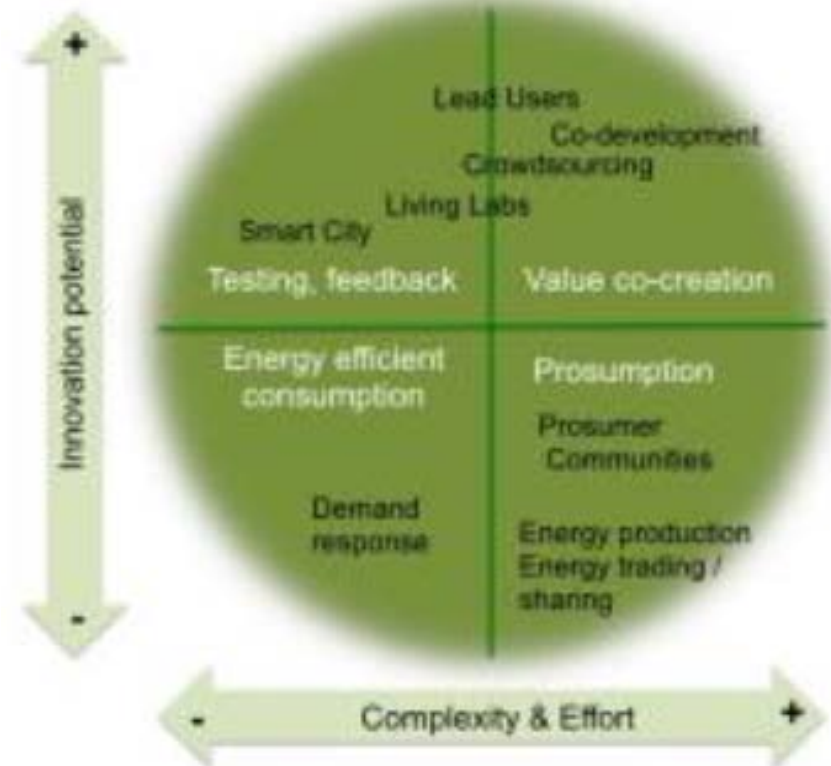 +
Innovation potential
-
Lead Users
Co-development
Crowdsourcing
Living Labs
Smart City
Testing, feedback
Value co-creation
Energy efficient
consumption
Prosumption
Prosumer
Communities
Demand
response
Energy production
Energy trading /
sharing
- Complexity & Effort +